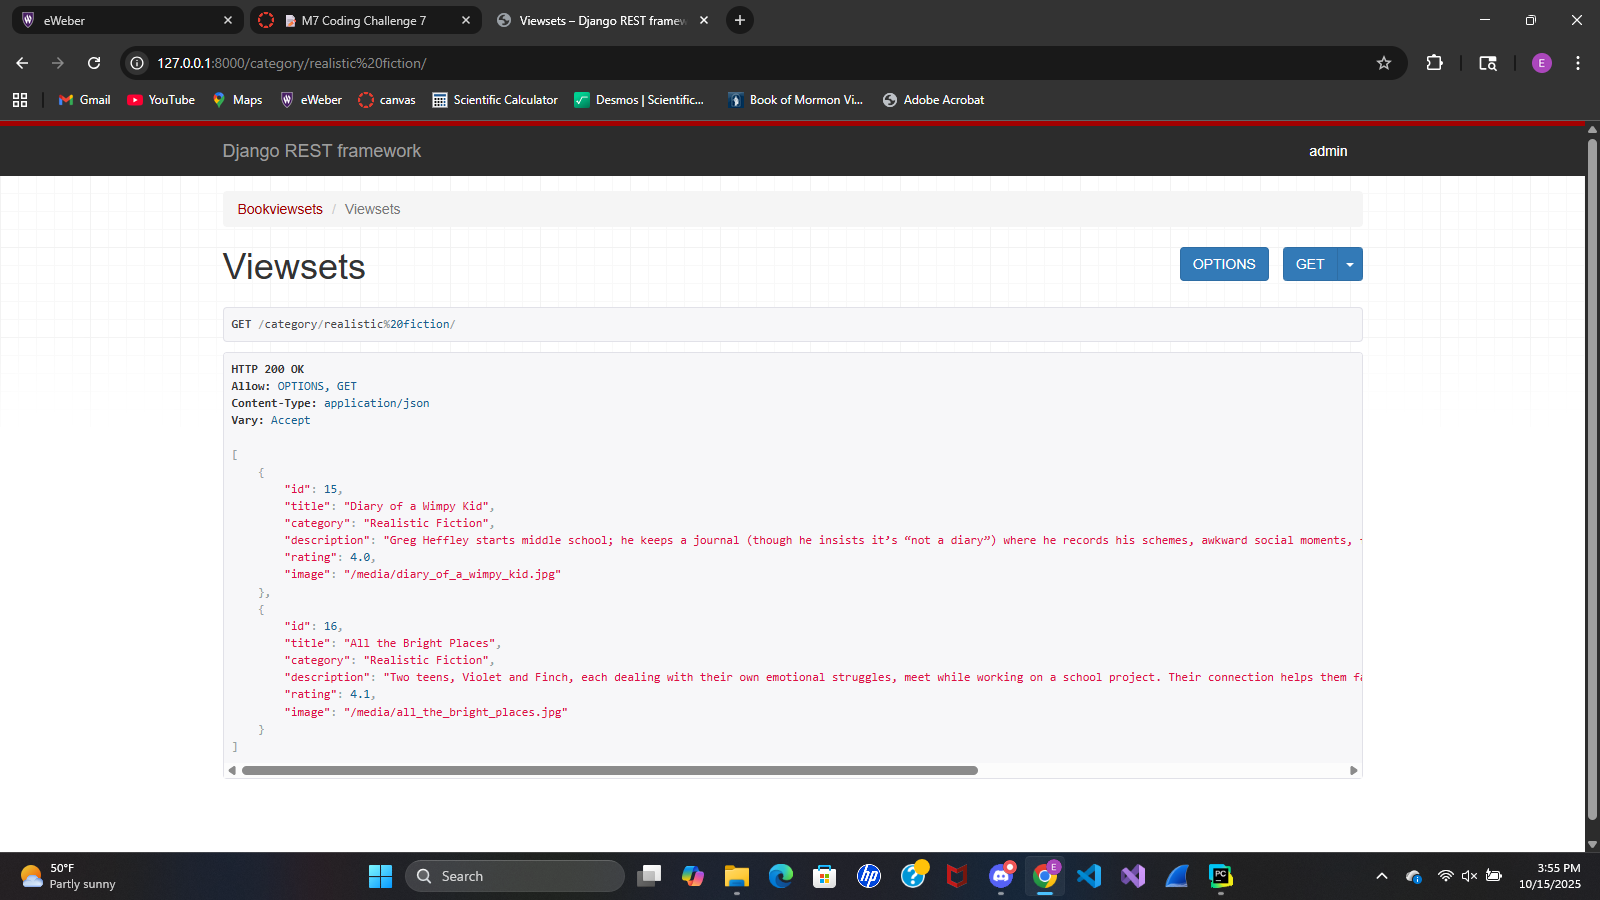 eWeber
M7 Coding Challenge 7
Viewsets – Django REST framew
127.0.0.1:8000/category/realistic%20fiction/
E
Gmail
YouTube
Maps
eWeber
canvas
Scientific Calculator
Desmos | Scientific...
Book of Mormon Vi...
Adobe Acrobat
Django REST framework
admin
Bookviewsets / Viewsets
Viewsets
OPTIONS
GET
GET /category/realistic%20fiction/
HTTP 200 OK
Allow: OPTIONS, GET
Content-Type: application/json
Vary: Accept
[
{
"id": 15,
"title": "Diary of a Wimpy Kid",
"category": "Realistic Fiction",
"description": "Greg Heffley starts middle school; he keeps a journal (though he insists it’s “not a diary”) where he records his schemes, awkward social moments,
"rating": 4.0,
"image": "/media/diary_of_a_wimpy_kid.jpg"
},
{
"id": 16,
"title": "All the Bright Places",
"category": "Realistic Fiction",
"description": "Two teens, Violet and Finch, each dealing with their own emotional struggles, meet while working on a school project. Their connection helps them fa
"rating": 4.1,
"image": "/media/all_the_bright_places.jpg"
}
]
50°F
Partly sunny
Search
hp
E
PC
3:55 PM
10/15/2025